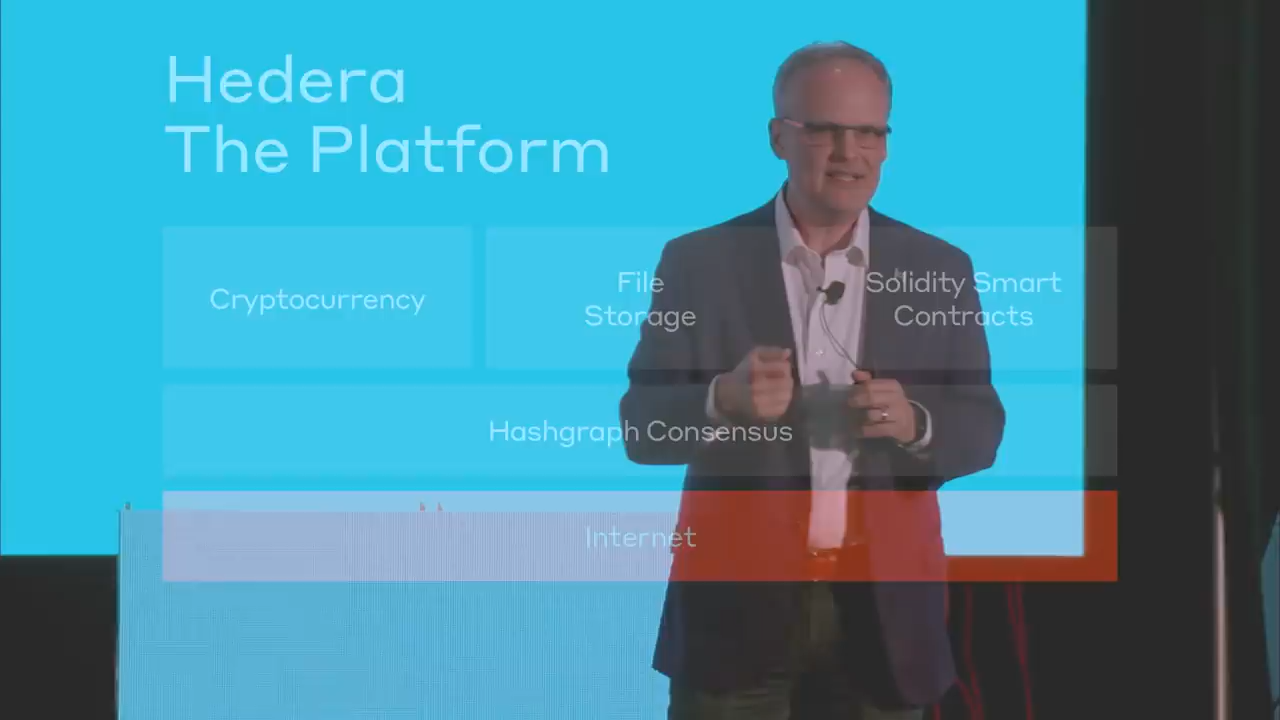 Hedera
The Platform
Cryptocurrency
File
Storage
Solidity Smart
Contracts
Hashgraph Consensus
Internet